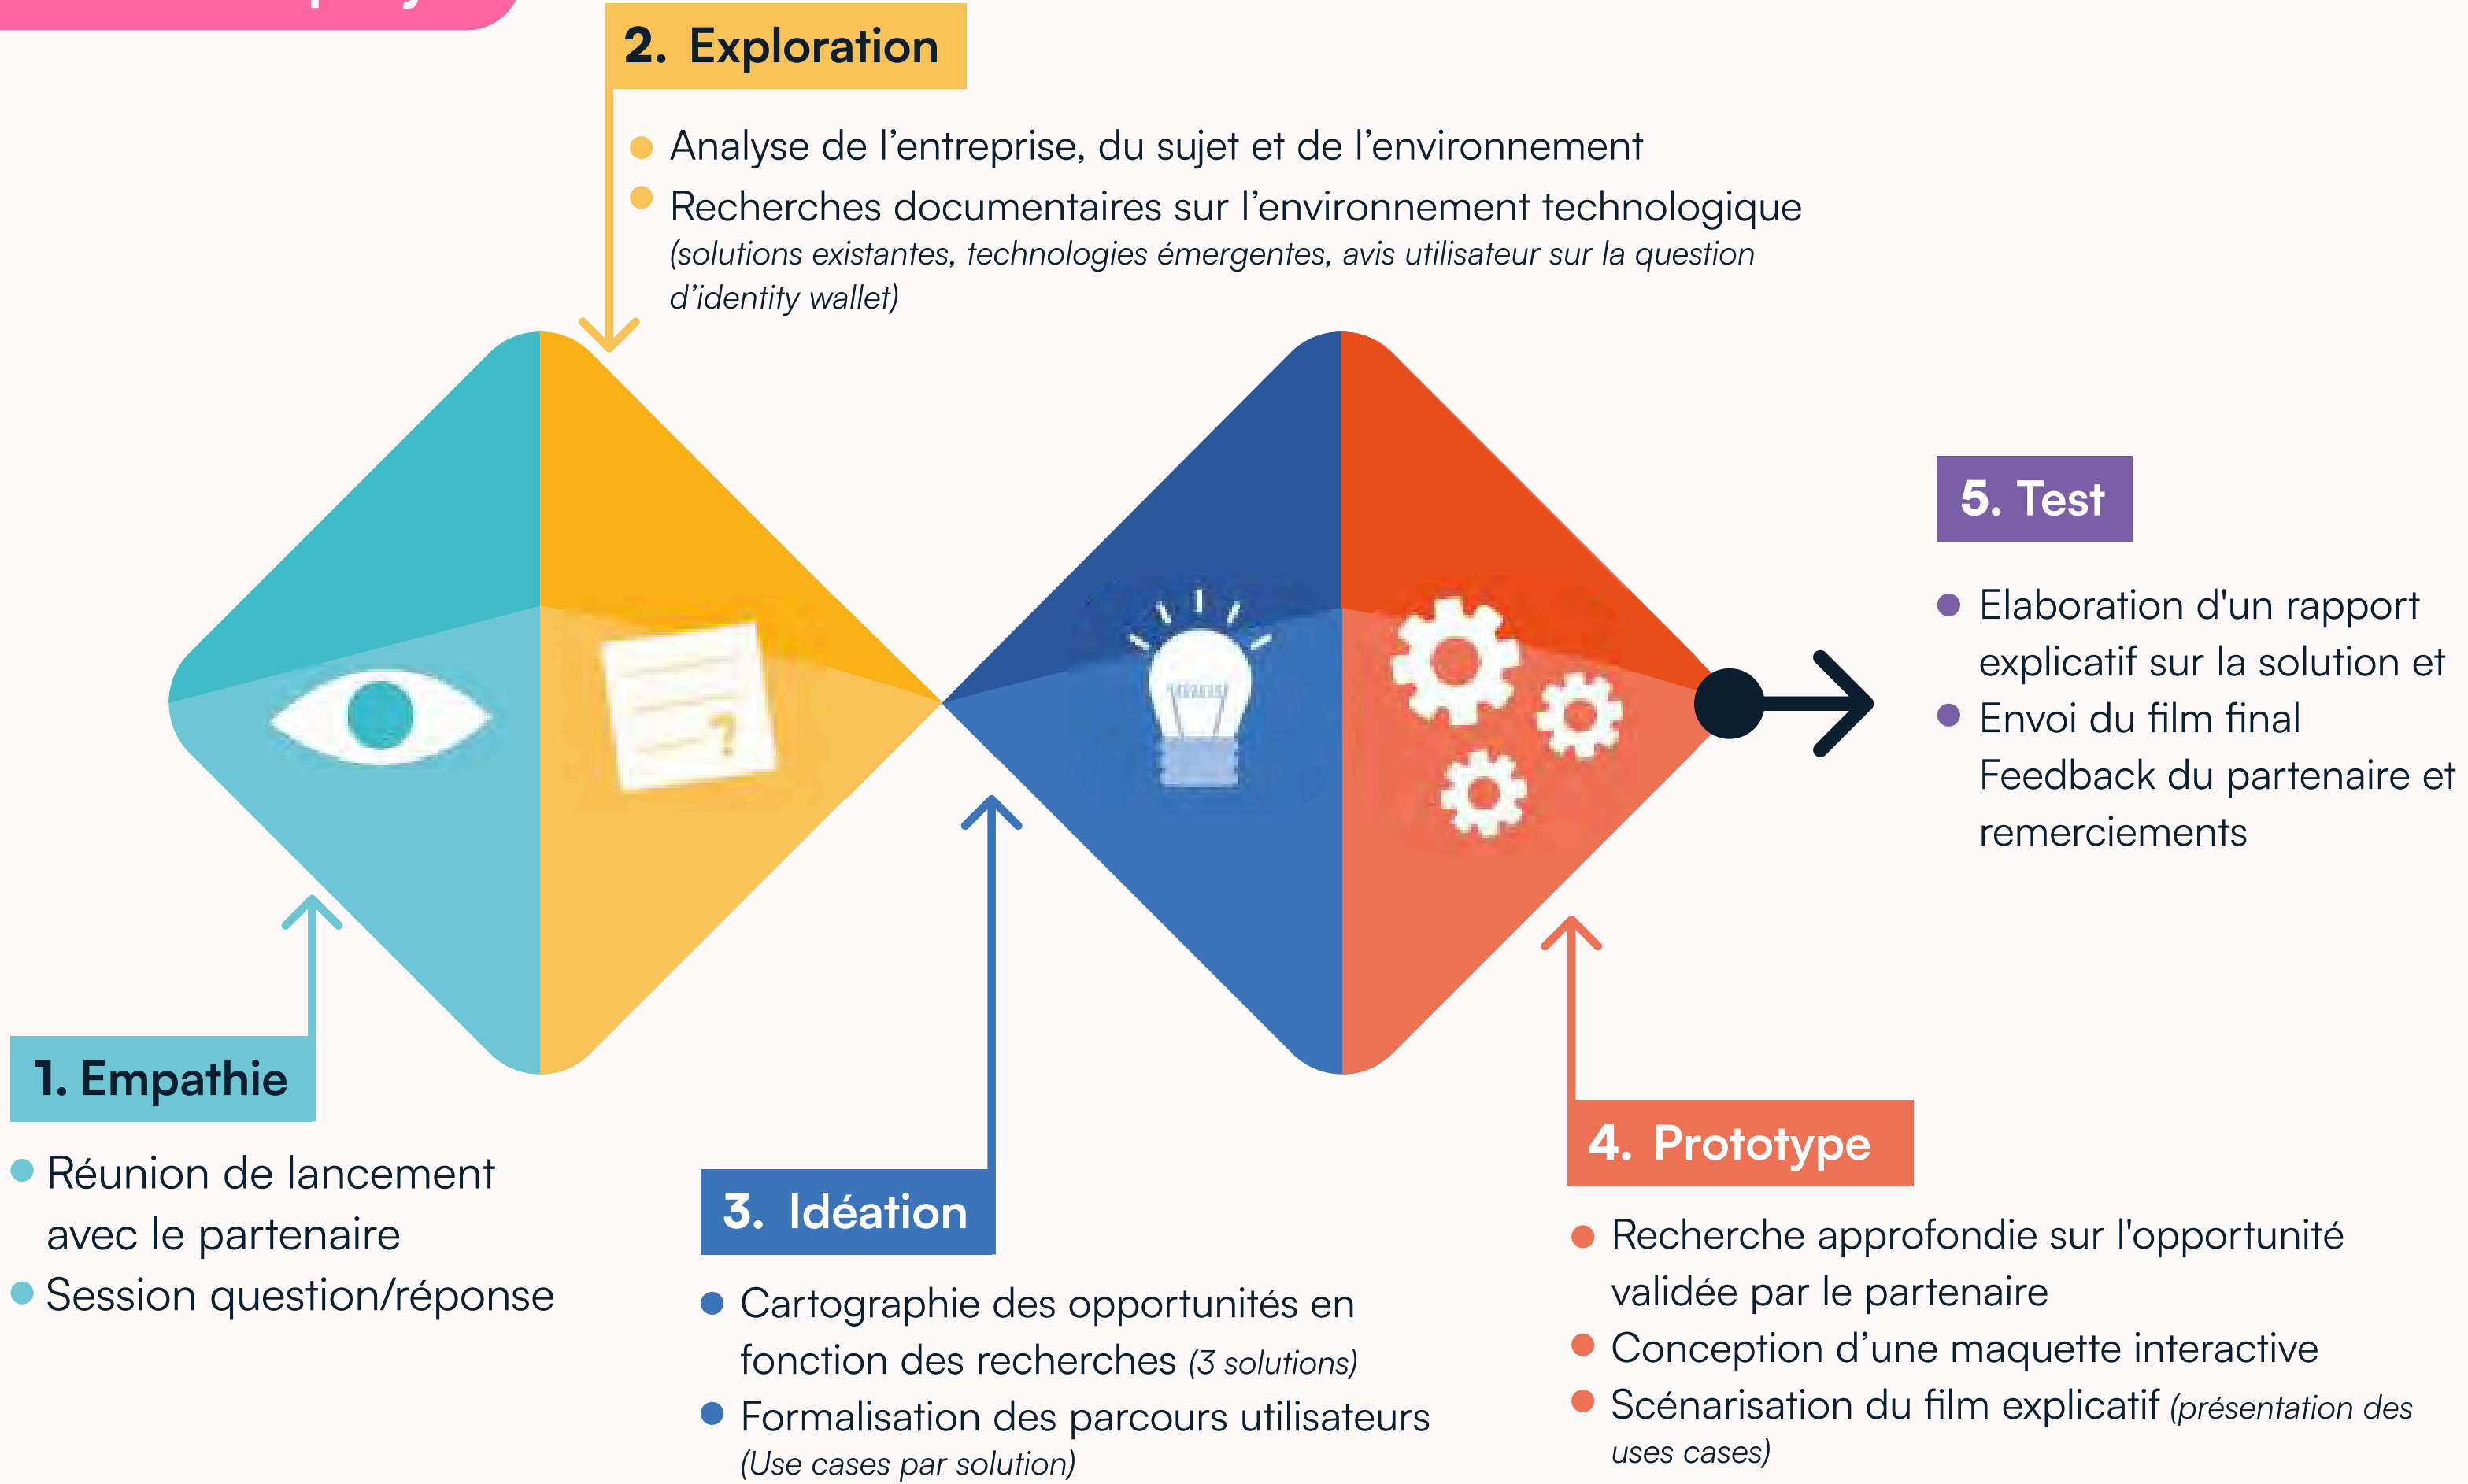 2. Exploration
Analyse de l’entreprise, du sujet et de l’environnement
Recherches documentaires sur l’environnement technologique
(solutions existantes, technologies émergentes, avis utilisateur sur la question
d’identity wallet)
1. Empathie
Réunion de lancement
avec le partenaire
Session question/réponse
3. Idéation
Cartographie des opportunités en
fonction des recherches (3 solutions)
Formalisation des parcours utilisateurs
(Use cases par solution)
4. Prototype
Recherche approfondie sur l'opportunité
validée par le partenaire
Conception d’une maquette interactive
Scénarisation du film explicatif (présentation des
uses cases)
5. Test
Elaboration d'un rapport
explicatif sur la solution et
Envoi du film final
Feedback du partenaire et
remerciements
?